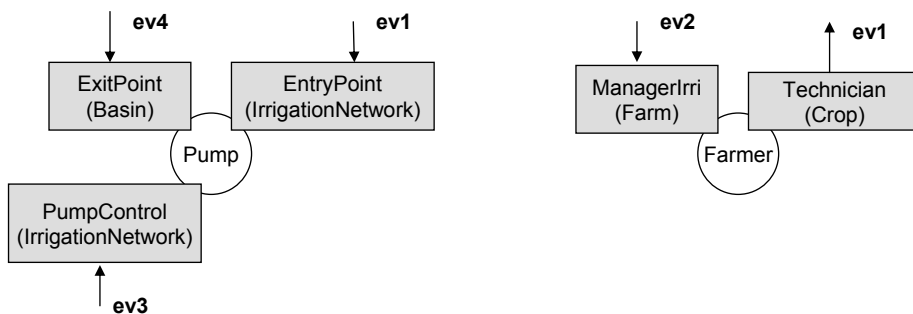 ev4
ev1
ExitPoint
(Basin)
EntryPoint
(IrrigationNetwork)
Pump
PumpControl
(IrrigationNetwork)
ev3
ev2
ev1
ManagerIrri
(Farm)
Technician
(Crop)
Farmer